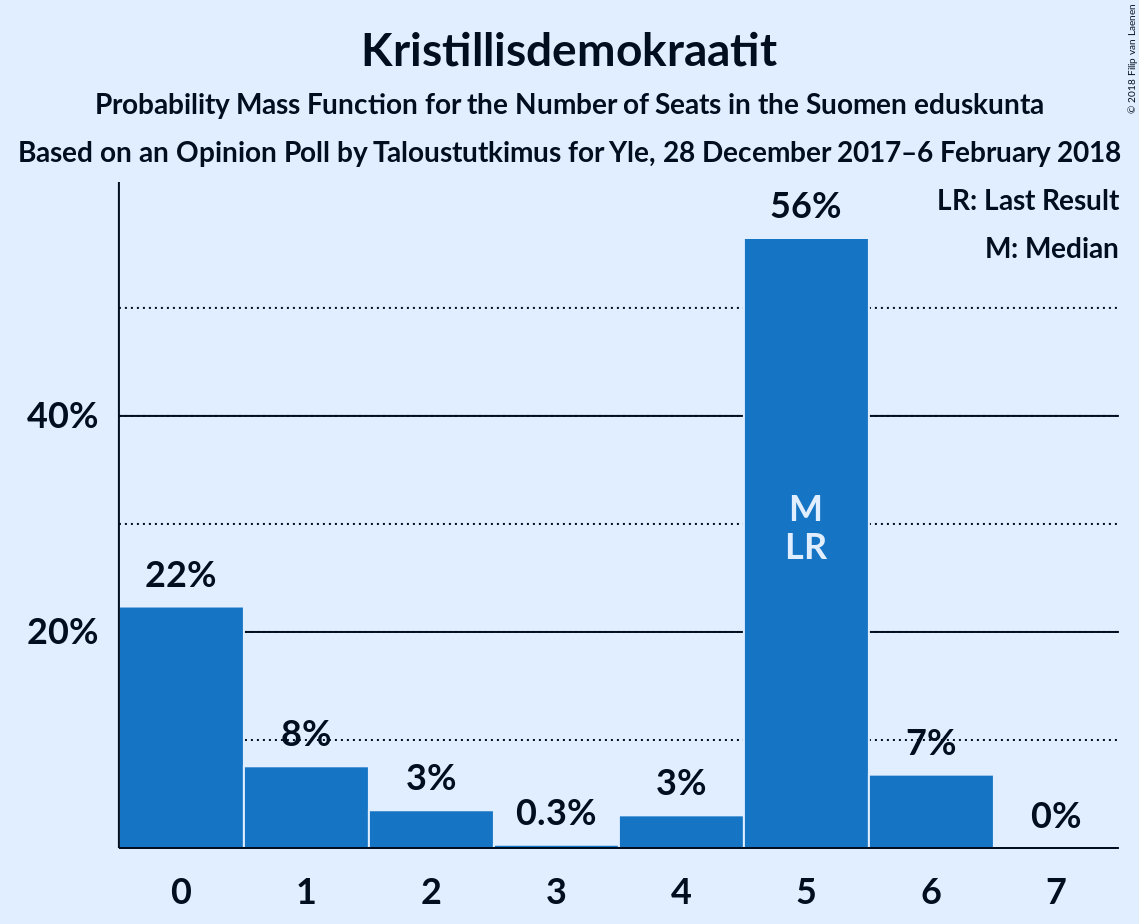 Kristillisdemokraatit
Probability Mass Function for the Number of Seats in the Suomen eduskunta
Based on an Opinion Poll by Taloustutkimus for Yle, 28 December 2017–6 February 2018
© 2018 Filip van Laenen
LR: Last Result
M: Median
40%
20%
22%
8%
3%
0.3%
3%
56%
7%
0%
M
LR
0 1 2 3 4 5 6 7